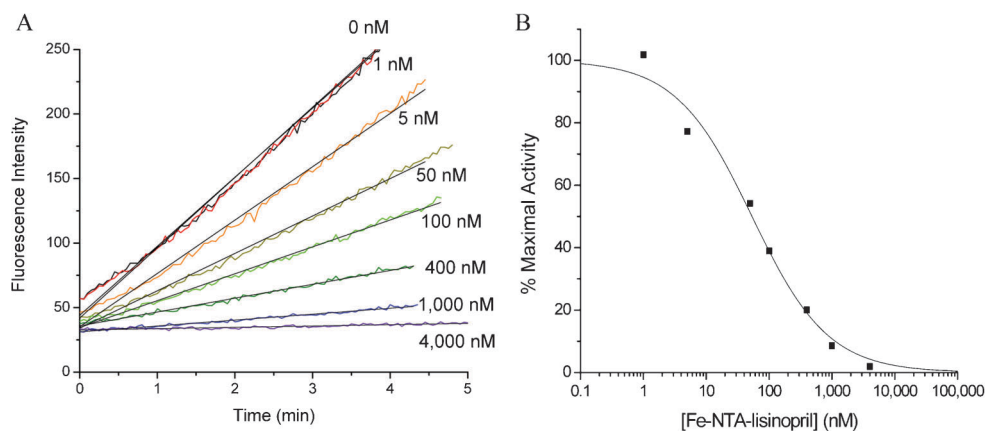 A
0 nM
1 nM
5 nM
50 nM
100 nM
400 nM
1,000 nM
4,000 nM
250
200
150
100
50
0
Fluorescence Intensity
0 1 2 3 4 5
Time (min)
B
100
80
60
40
20
0
% Maximal Activity
0.1 1 10 100 1,000 10,000 100,000
[Fe-NTA-lisinopril] (nM)